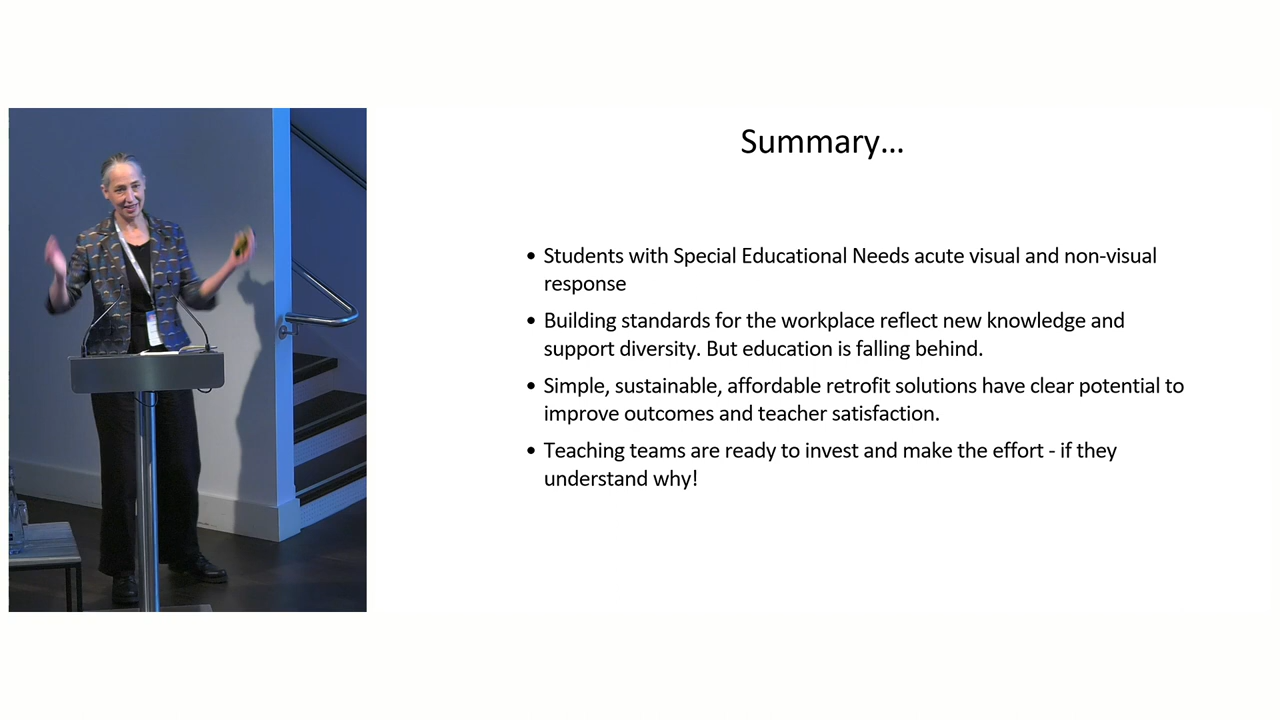 Summary...
• Students with Special Educational Needs acute visual and non-visual
response
• Building standards for the workplace reflect new knowledge and
support diversity. But education is falling behind.
• Simple, sustainable, affordable retrofit solutions have clear potential to
improve outcomes and teacher satisfaction.
• Teaching teams are ready to invest and make the effort - if they
understand why!